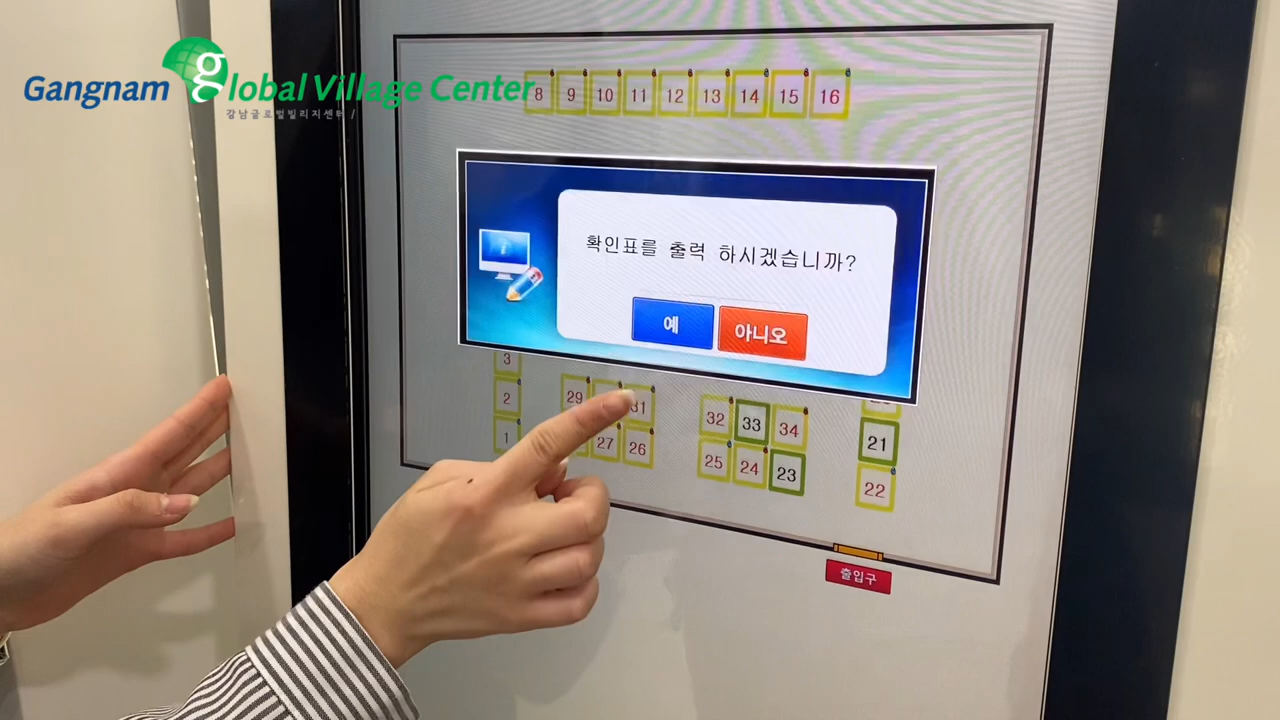 Gangnam global Village Center
강남글로벌빌리지센터 /
8 9 10 11 12 13 14 15 16
확인표를 출력 하시겠습니까?
예 아니오
3
2 29 31 32 33 34
1 27 26 25 24 23 21
22
출입구